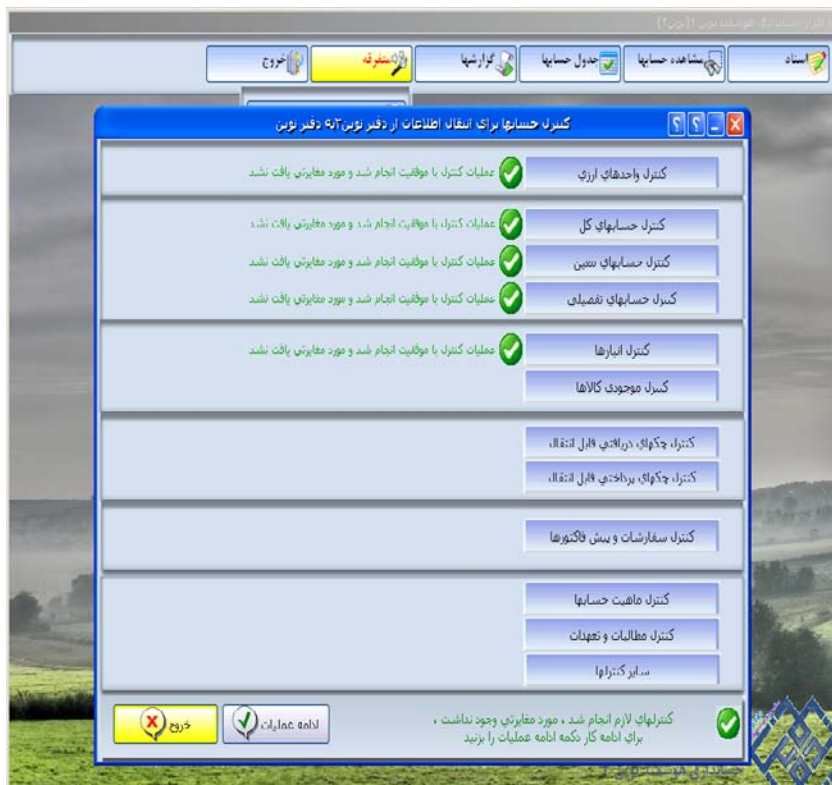 افزار حسابداری هوشمند نوین ۲(نوین۲)
اسناد
مشاهده حسابها
جدول حسابها
گزارشها
متفرقه
خروج
کنترل حسابها برای انتقال اطلاعات از دفتر نوین۲به دفتر نوین
کنترل واحدهاي ارزي
عمليات کنترل با موفقيت انجام شد و مورد مغايرتي يافت نشد
کنترل حسابهاي کل
عمليات کنترل با موفقيت انجام شد و مورد مغايرتي يافت نشد
کنترل حسابهاي معين
عمليات کنترل با موفقيت انجام شد و مورد مغايرتي يافت نشد
کنترل حسابهاي تفصيلي
عمليات کنترل با موفقيت انجام شد و مورد مغايرتي يافت نشد
کنترل انبارها
عمليات کنترل با موفقيت انجام شد و مورد مغايرتي يافت نشد
کنترل موجودي کالاها
کنترل چکهاي دريافتي قابل انتقال
کنترل چکهاي پرداختي قابل انتقال
کنترل سفارشات و پيش فاکتورها
کنترل ماهيت حسابها
کنترل مطالبات و تعهدات
ساير کنترلها
کنترلهاي لازم انجام شد ، مورد مغايرتي وجود نداشت ،
براي ادامه کار دکمه ادامه عمليات را بزنيد
ادامه عمليات
خروج